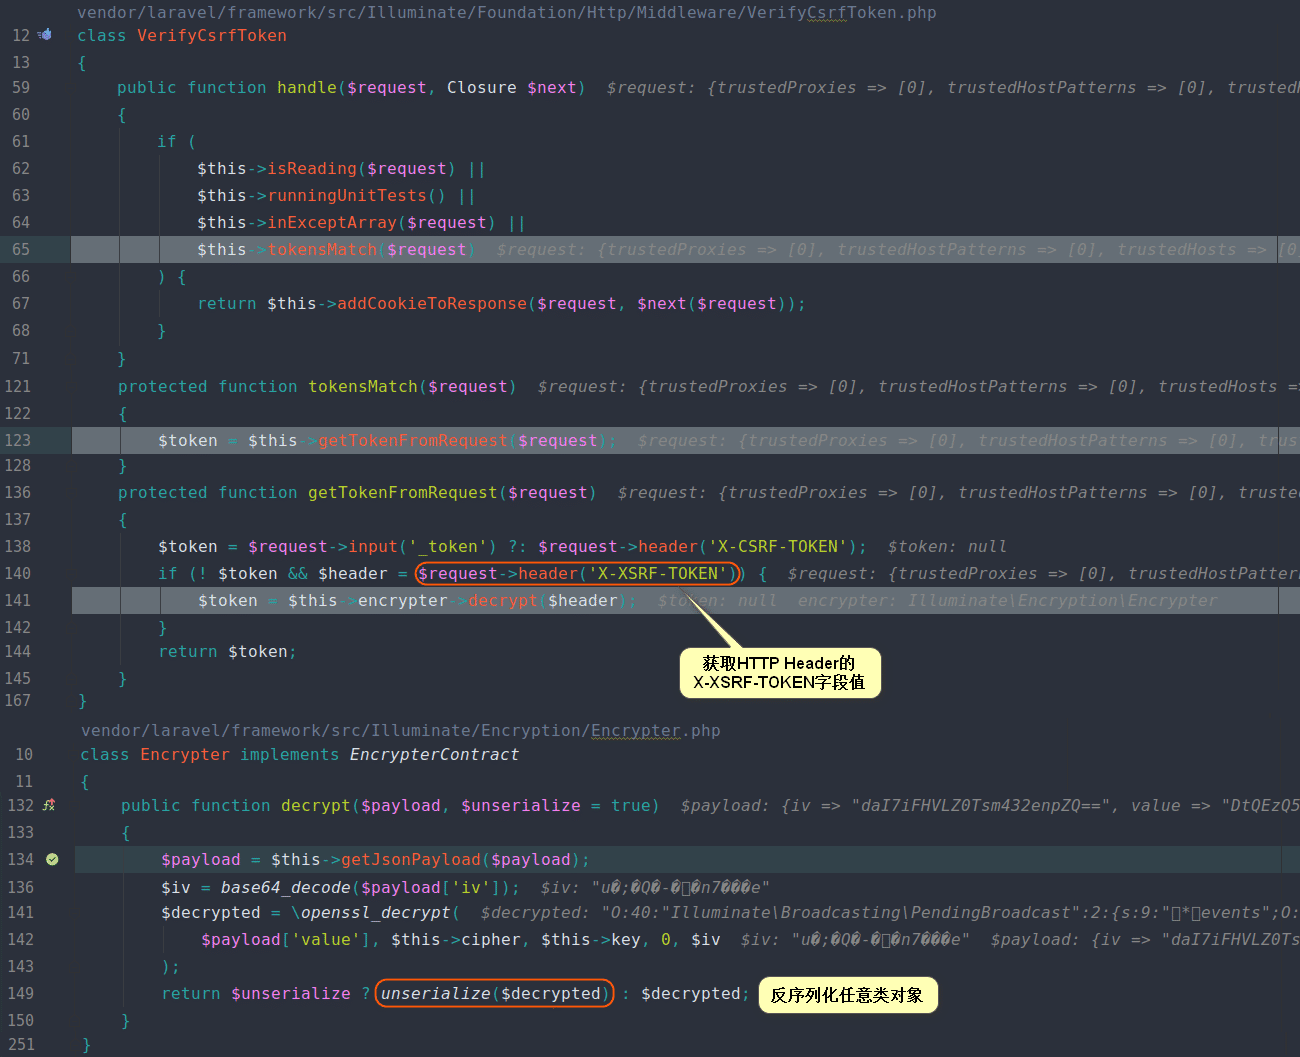 vendor/laravel/framework/src/Illuminate/Foundation/Http/Middleware/VerifyCsrfToken.php
12 class VerifyCsrfToken
13 {
59 public function handle($request, Closure $next) $request: {trustedProxies => [0], trustedHostPatterns => [0], trustedH
60 {
61 if (
62 $this->isReading($request) ||
63 $this->runningUnitTests() ||
64 $this->inExceptArray($request) ||
65 $this->tokensMatch($request) $request: {trustedProxies => [0], trustedHostPatterns => [0], trustedHosts => [0
66 ) {
67 return $this->addCookieToResponse($request, $next($request));
68 }
71 }
121 protected function tokensMatch($request) $request: {trustedProxies => [0], trustedHostPatterns => [0], trustedHosts =>
122 {
123 $token = $this->getTokenFromRequest($request); $request: {trustedProxies => [0], trustedHostPatterns => [0], trus
128 }
136 protected function getTokenFromRequest($request) $request: {trustedProxies => [0], trustedHostPatterns => [0], trusted
137 {
138 $token = $request->input('_token') ?: $request->header('X-CSRF-TOKEN'); $token: null
140 if (! $token && $header = $request->header('X-XSRF-TOKEN')) { $request: {trustedProxies => [0], trustedHostPattern
141 $token = $this->encrypter->decrypt($header); $token: null encrypter: Illuminate\Encryption\Encrypter
142 }
144 return $token;
获取HTTP Header的
X-XSRF-TOKEN字段值
145 }
167 }
vendor/laravel/framework/src/Illuminate/Encryption/Encrypter.php
10 class Encrypter implements EncrypterContract
11 {
132 public function decrypt($payload, $unserialize = true) $payload: {iv => "daI7iFHVLZ0Tsm432enpZQ==", value => "DtQEzQ5
133 {
134 $payload = $this->getJsonPayload($payload);
136 $iv = base64_decode($payload['iv']); $iv: "u�;�Q�-�▯�n7���e"
141 $decrypted = \openssl_decrypt( $decrypted: "O:40:"Illuminate\Broadcasting\PendingBroadcast":2:{s:9:"▯*▯events";O:
142 $payload['value'], $this->cipher, $this->key, 0, $iv $iv: "u�;�Q�-�▯�n7���e" $payload: {iv => "daI7iFHVLZ0Ts
143 );
149 return $unserialize ? unserialize($decrypted) : $decrypted; 反序列化任意类对象
150 }
251 }